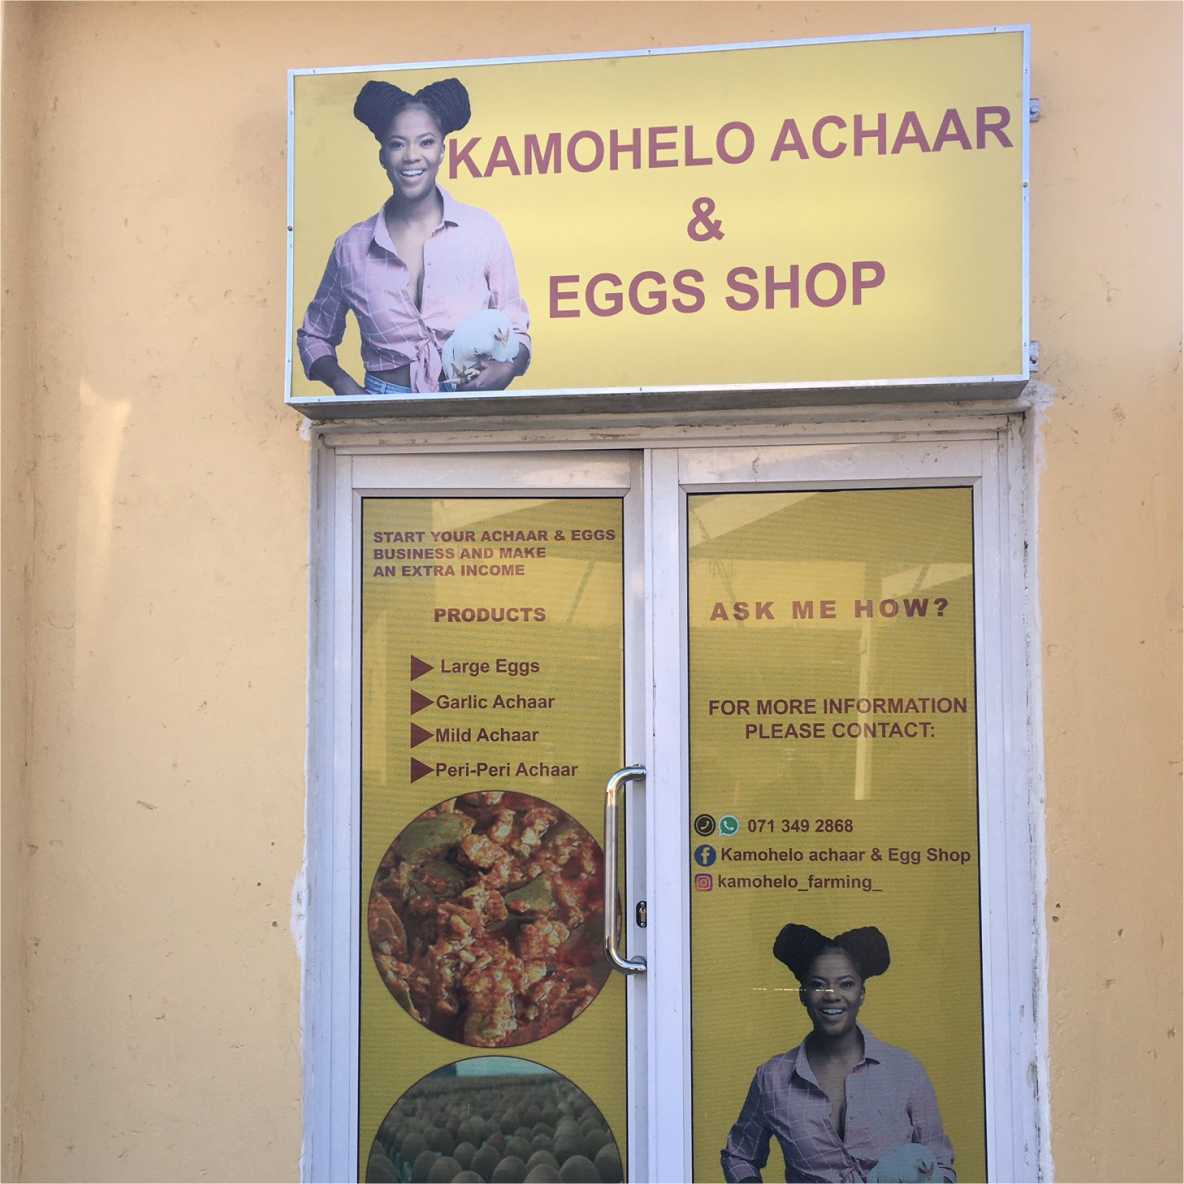 KAMOHELO ACHAAR
&
EGGS SHOP
START YOUR ACHAAR & EGGS
BUSINESS AND MAKE
AN EXTRA INCOME
PRODUCTS
Large Eggs
Garlic Achaar
Mild Achaar
Peri-Peri Achaar
ASK ME HOW?
FOR MORE INFORMATION
PLEASE CONTACT:
071 349 2868
Kamohelo achaar & Egg Shop
kamohelo_farming_